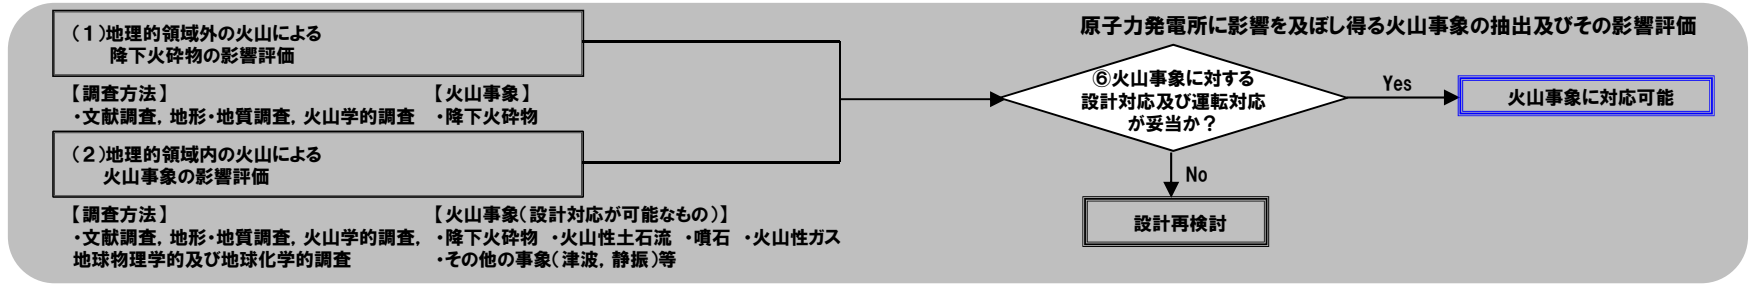 原子力発電所に影響を及ぼし得る火山事象の抽出及びその影響評価
(1)地理的領域外の火山による
降下火砕物の影響評価
【調査方法】
・文献調査, 地形・地質調査, 火山学的調査
【火山事象】
・降下火砕物
(2)地理的領域内の火山による
火山事象の影響評価
【調査方法】
・文献調査, 地形・地質調査, 火山学的調査,
地球物理学的及び地球化学的調査
【火山事象(設計対応が可能なもの)】
・降下火砕物 ・火山性土石流 ・噴石 ・火山性ガス
・その他の事象(津波, 静振)等
⑥火山事象に対する
設計対応及び運転対応
が妥当か？
Yes
火山事象に対応可能
No
設計再検討